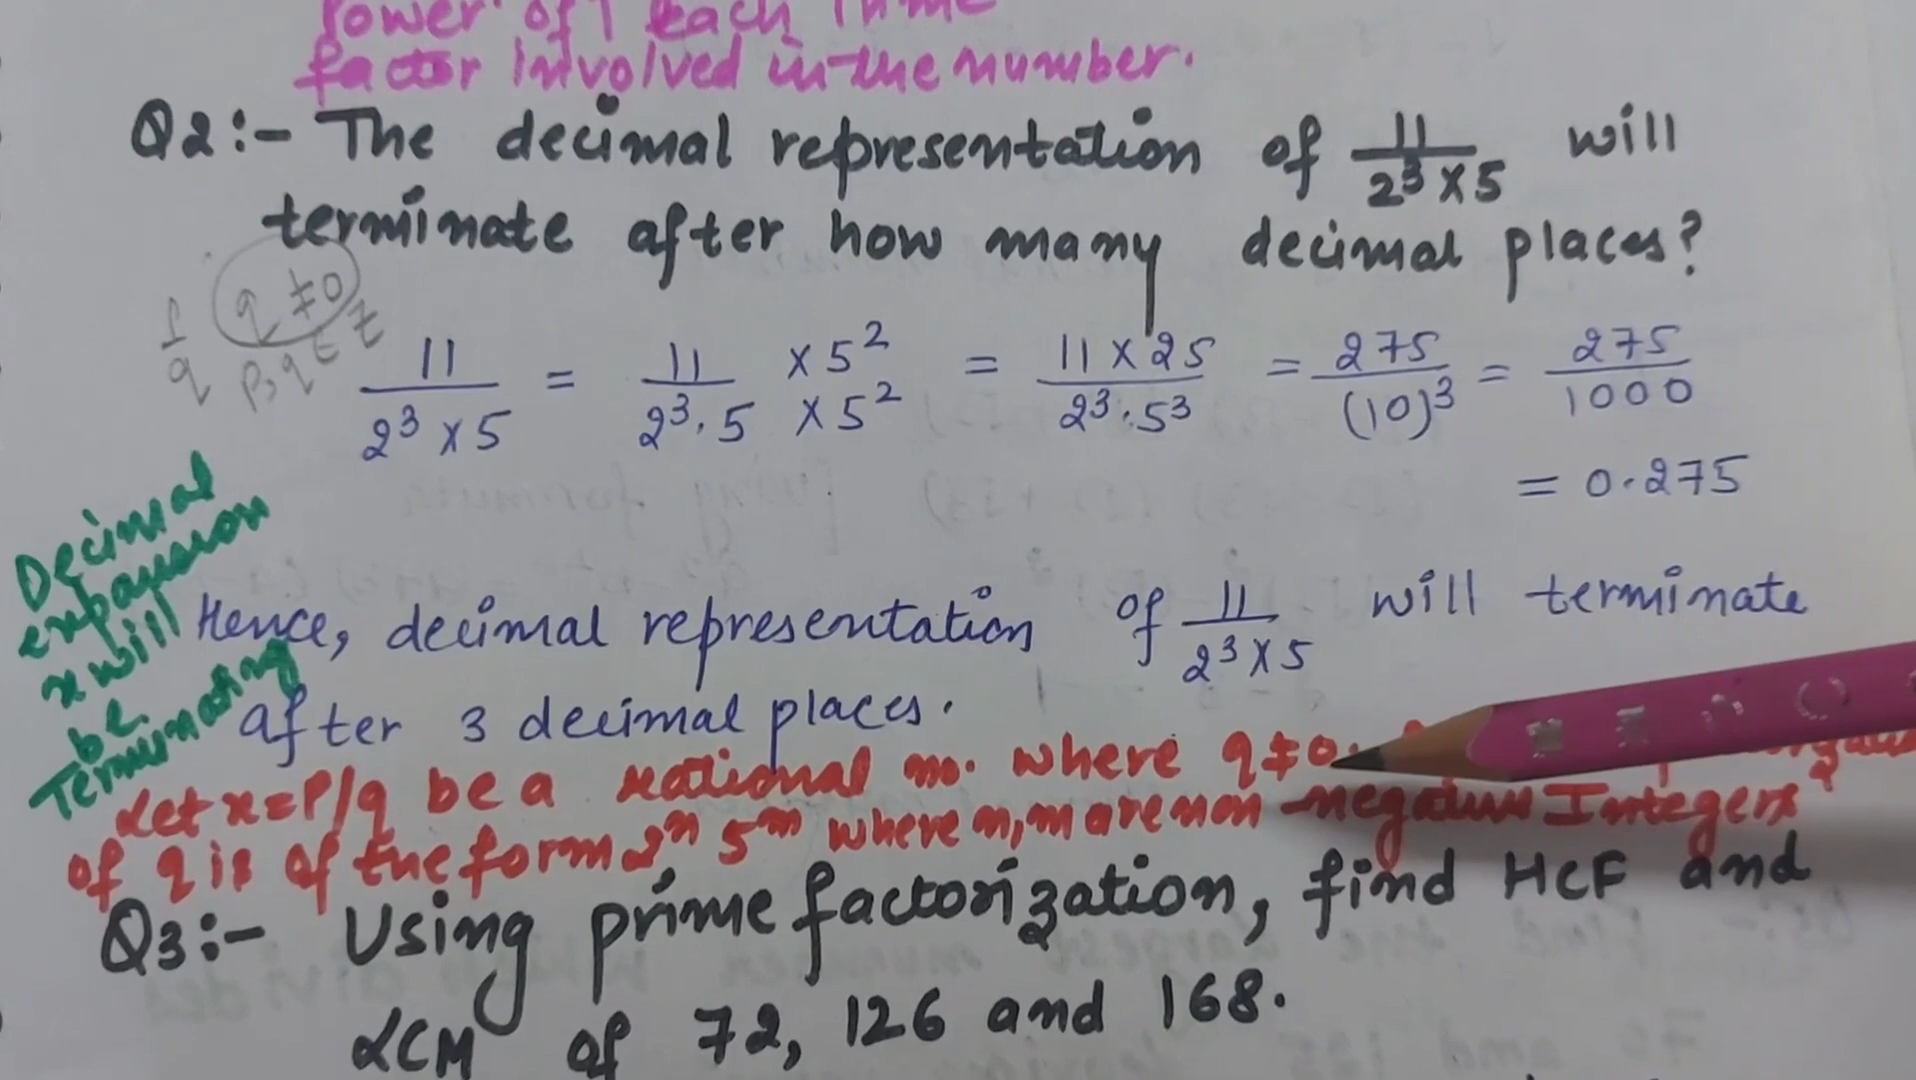 Power of each Prime
factor involved in the number.
Q2:- The decimal representation of 11/2³×5 will
terminate after how many decimal places?
p/q q≠0
p,q ∈ Z
11/2³×5 = 11/2³·5 ×5²/×5² = 11×25/2³·5³ = 275/(10)³ = 275/1000
= 0.275
Decimal
expansion
x will
be
Terminating
Hence, decimal representation of 11/2³×5 will terminate
after 3 decimal places.
Let x=P/q be a rational no. where q≠0.
of q is of the form 2ⁿ 5ᵐ where n,m are non-negative Integers
Q3:- Using prime factorization, find HCF and
LCM of 72, 126 and 168.